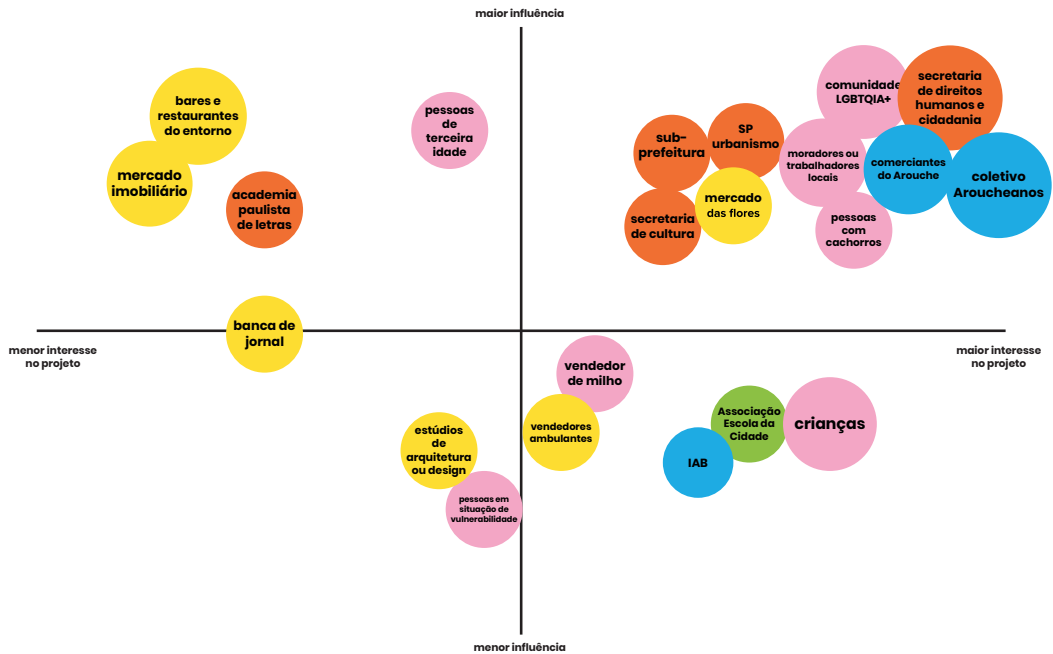 maior influência
bares e
restaurantes
do entorno
mercado
imobiliário
academia
paulista
de letras
pessoas
de
terceira
idade
sub-
prefeitura
SP
urbanismo
secretaria
de cultura
mercado
das flores
comunidade
LGBTQIA+
secretaria
de direitos
humanos e
cidadania
moradores ou
trabalhadores
locais
comerciantes
do Arouche
coletivo
Aroucheanos
pessoas
com
cachorros
banca de
jornal
menor interesse
no projeto
maior interesse
no projeto
vendedor
de milho
vendedores
ambulantes
estúdios
de
arquitetura
ou design
pessoas em
situação de
vulnerabilidade
Associação
Escola da
Cidade
IAB
crianças
menor influência